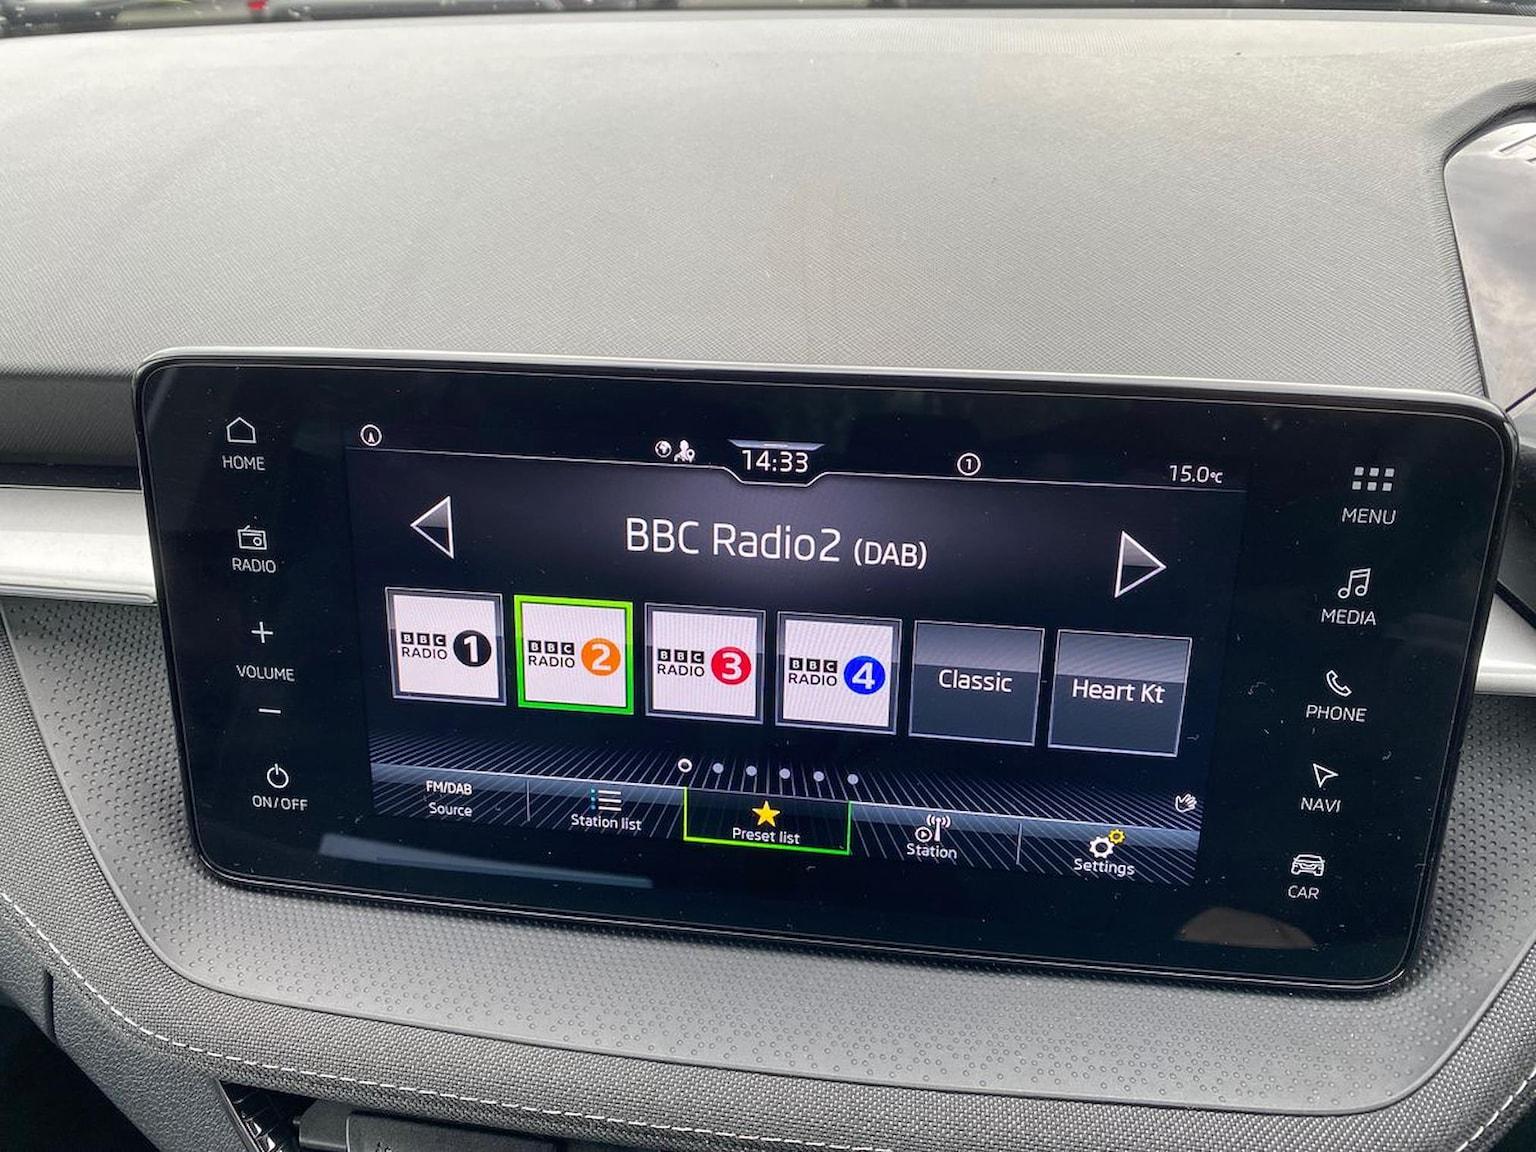 14:33
1
15.0°C
HOME
MENU
BBC Radio2 (DAB)
RADIO
MEDIA
BBC
RADIO 1
BBC
RADIO 2
BBC
RADIO 3
BBC
RADIO 4
Classic
Heart Kt
+
VOLUME
−
PHONE
ON/OFF
FM/DAB
Source
Station list
Preset list
Station
Settings
NAVI
CAR